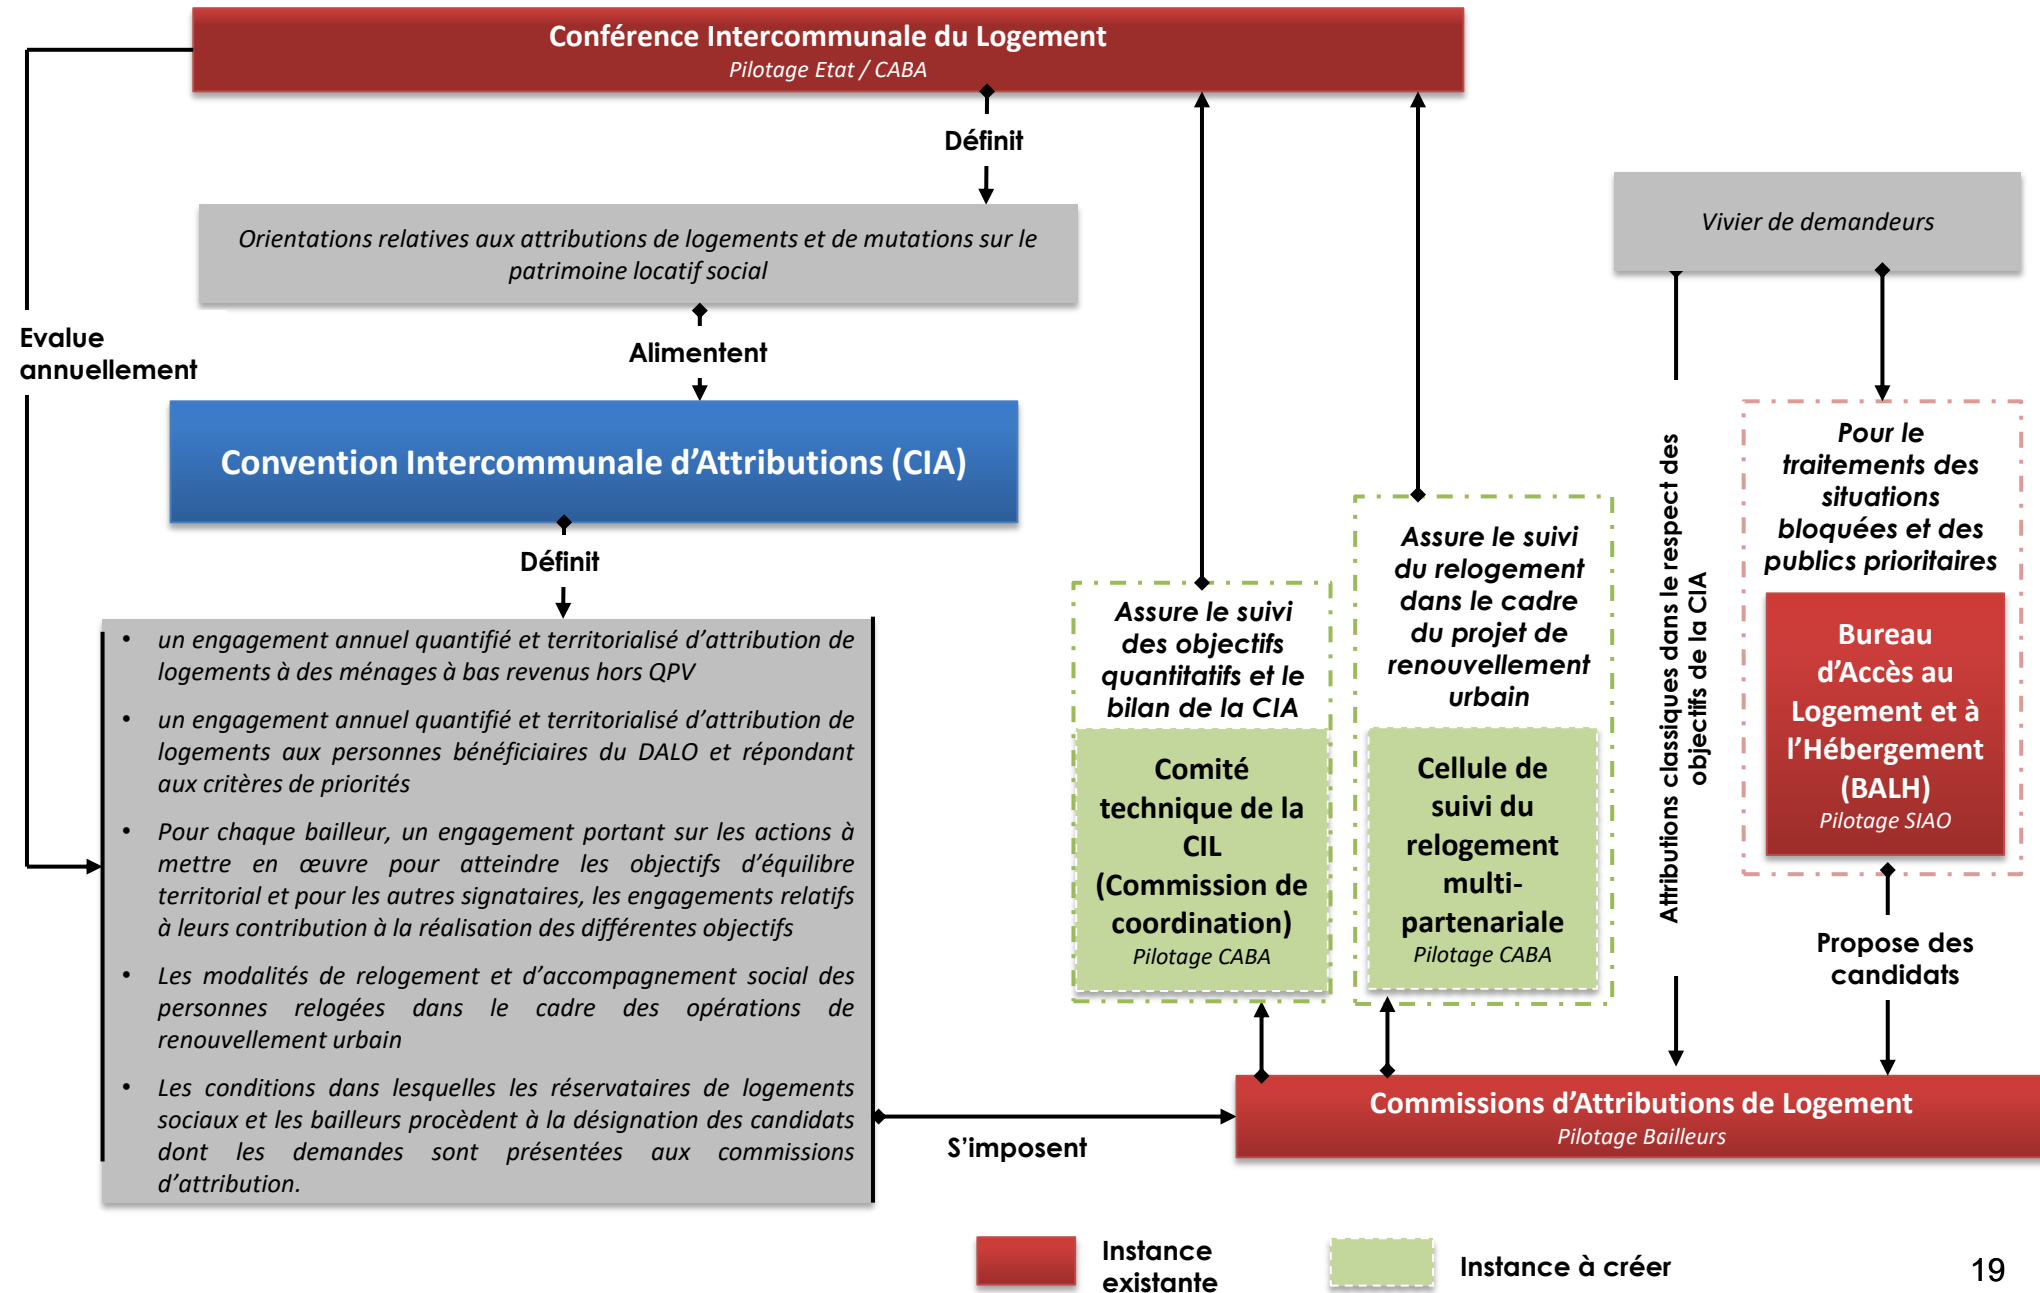 Conférence Intercommunale du Logement
Pilotage Etat / CABA
Définit
Orientations relatives aux attributions de logements et de mutations sur le
patrimoine locatif social
Vivier de demandeurs
Evalue
annuellement
Alimentent
Convention Intercommunale d’Attributions (CIA)
Définit
• un engagement annuel quantifié et territorialisé d’attribution de
logements à des ménages à bas revenus hors QPV
• un engagement annuel quantifié et territorialisé d’attribution de
logements aux personnes bénéficiaires du DALO et répondant
aux critères de priorités
• Pour chaque bailleur, un engagement portant sur les actions à
mettre en œuvre pour atteindre les objectifs d’équilibre
territorial et pour les autres signataires, les engagements relatifs
à leurs contribution à la réalisation des différentes objectifs
• Les modalités de relogement et d’accompagnement social des
personnes relogées dans le cadre des opérations de
renouvellement urbain
• Les conditions dans lesquelles les réservataires de logements
sociaux et les bailleurs procèdent à la désignation des candidats
dont les demandes sont présentées aux commissions
d’attribution.
S’imposent
Assure le suivi
des objectifs
quantitatifs et le
bilan de la CIA
Comité
technique de la
CIL
(Commission de
coordination)
Pilotage CABA
Assure le suivi
du relogement
dans le cadre
du projet de
renouvellement
urbain
Cellule de
suivi du
relogement
multi-
partenariale
Pilotage CABA
Attributions classiques dans le respect des
objectifs de la CIA
Pour le
traitements des
situations
bloquées et des
publics prioritaires
Bureau
d’Accès au
Logement et à
l’Hébergement
(BALH)
Pilotage SIAO
Propose des
candidats
Commissions d’Attributions de Logement
Pilotage Bailleurs
Instance
existante
Instance à créer
19